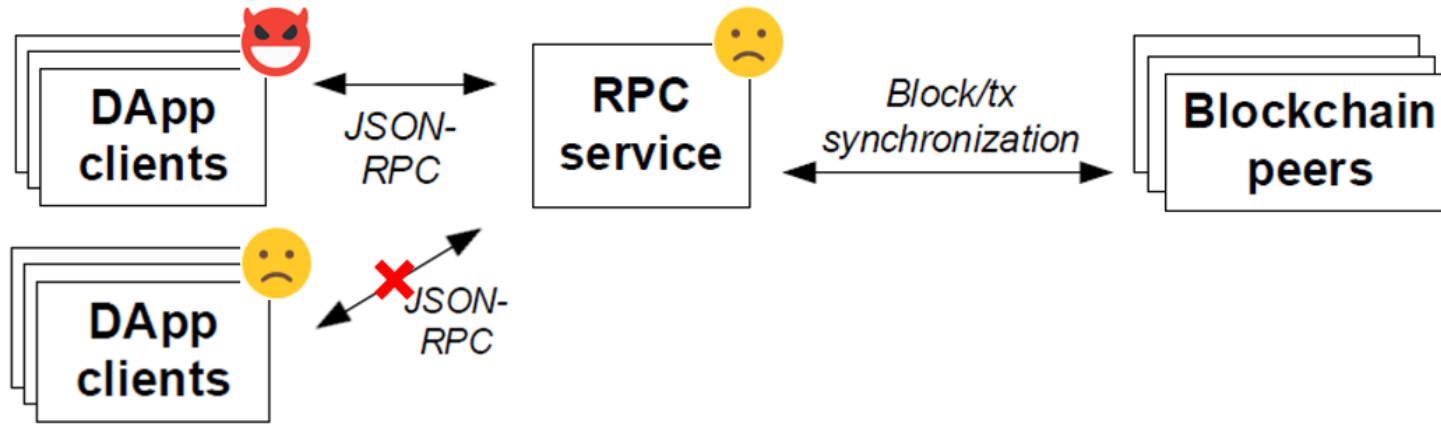 DApp
clients
JSON-
RPC
RPC
service
Block/tx
synchronization
Blockchain
peers
DApp
clients
JSON-
RPC